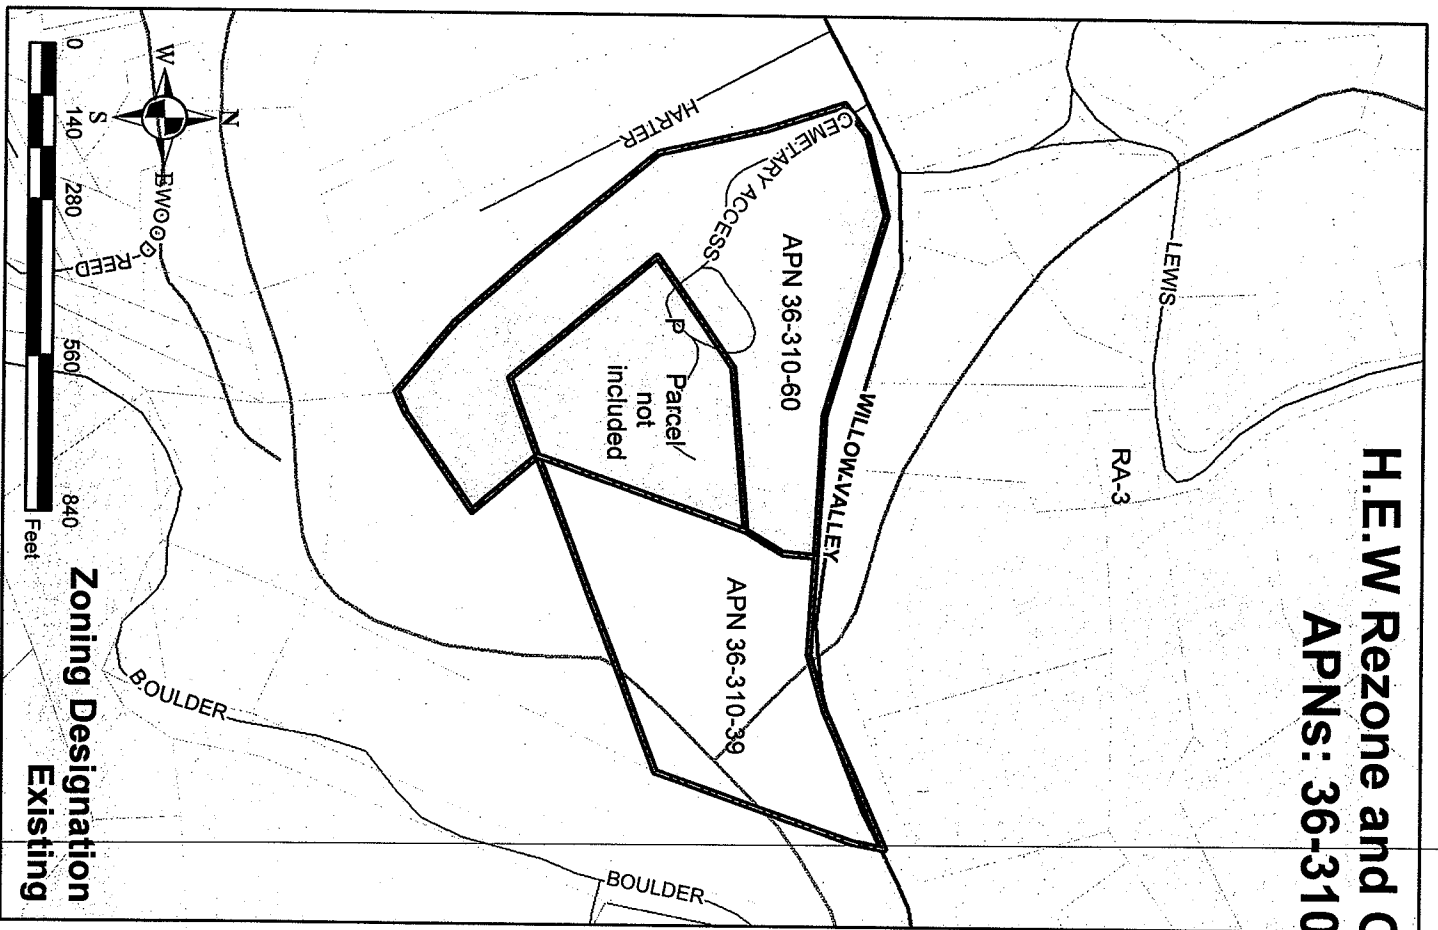 H.E.W Rezone and
APNs: 36-310
LEWIS
RA-3
WILLOW-VALLEY
CEMETARY ACCESS
HARTER
APN 36-310-60
P
Parcel
not
included
APN 36-310-39
N
W
E
S
WOOD
REED
BOULDER
BOULDER
0
140
280
560
840
Feet
Zoning Designation
Existing